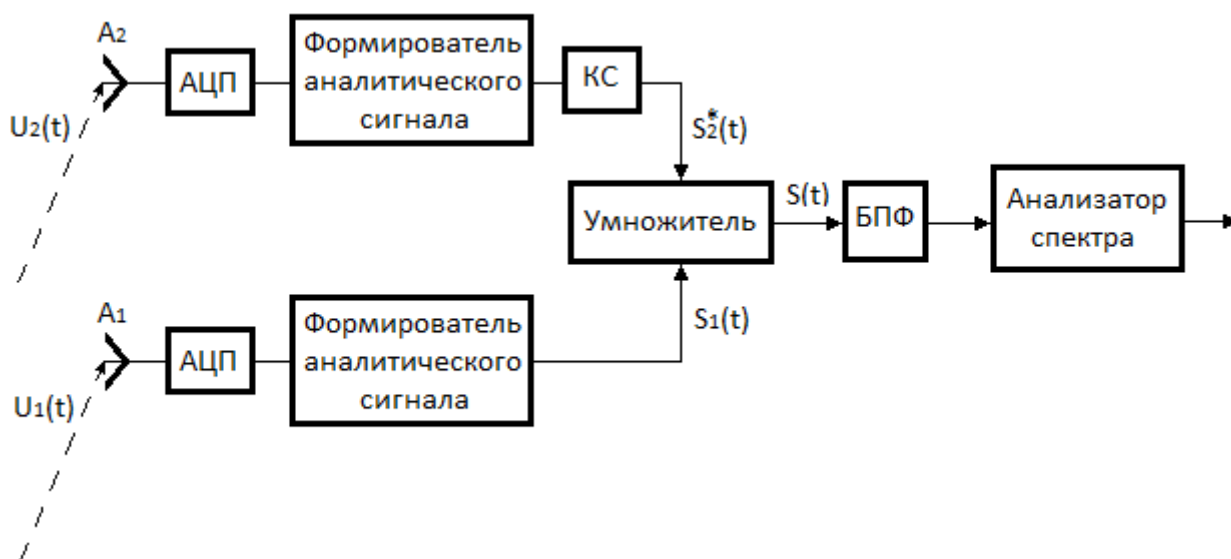 A2
АЦП
Формирователь
аналитического
сигнала
КС
U2(t)
S2*(t)
Умножитель
S(t)
БПФ
Анализатор
спектра
A1
АЦП
Формирователь
аналитического
сигнала
S1(t)
U1(t)